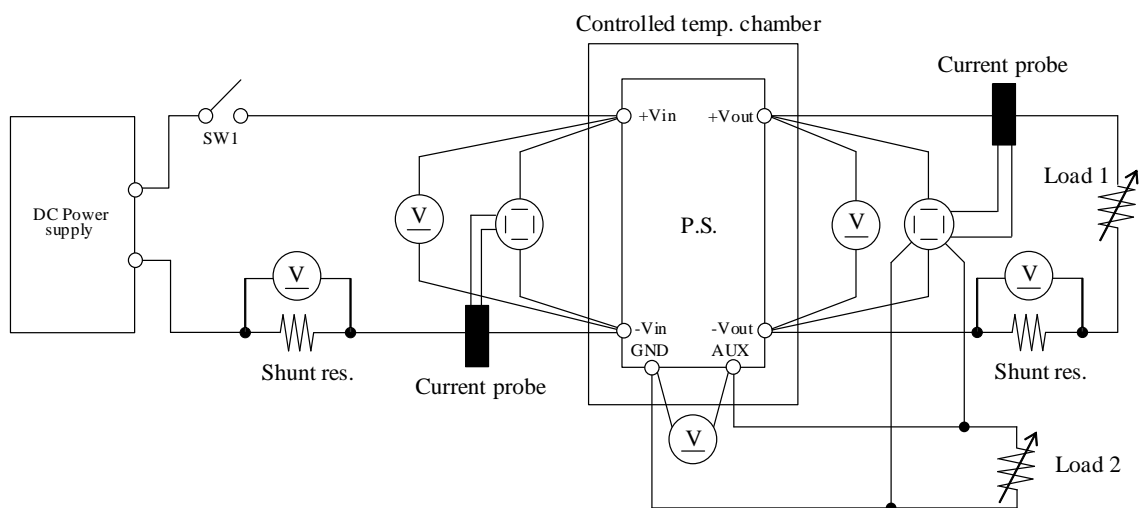 Controlled temp. chamber
Current probe
+Vin
+Vout
SW1
Load 1
DC Power
supply
V
V
P.S.
V
V
-Vin
-Vout
GND
AUX
Shunt res.
Current probe
Shunt res.
V
Load 2